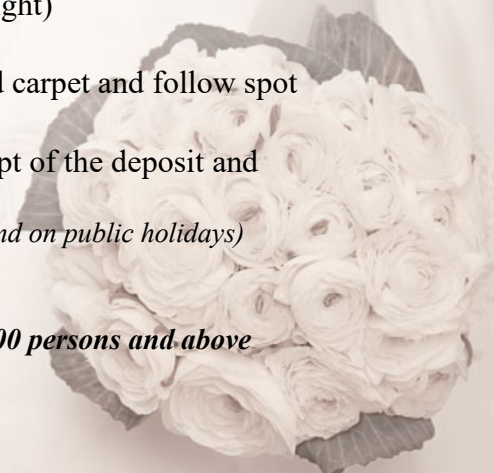 ght)
carpet and follow spot
pt of the deposit and
nd on public holidays)
00 persons and above